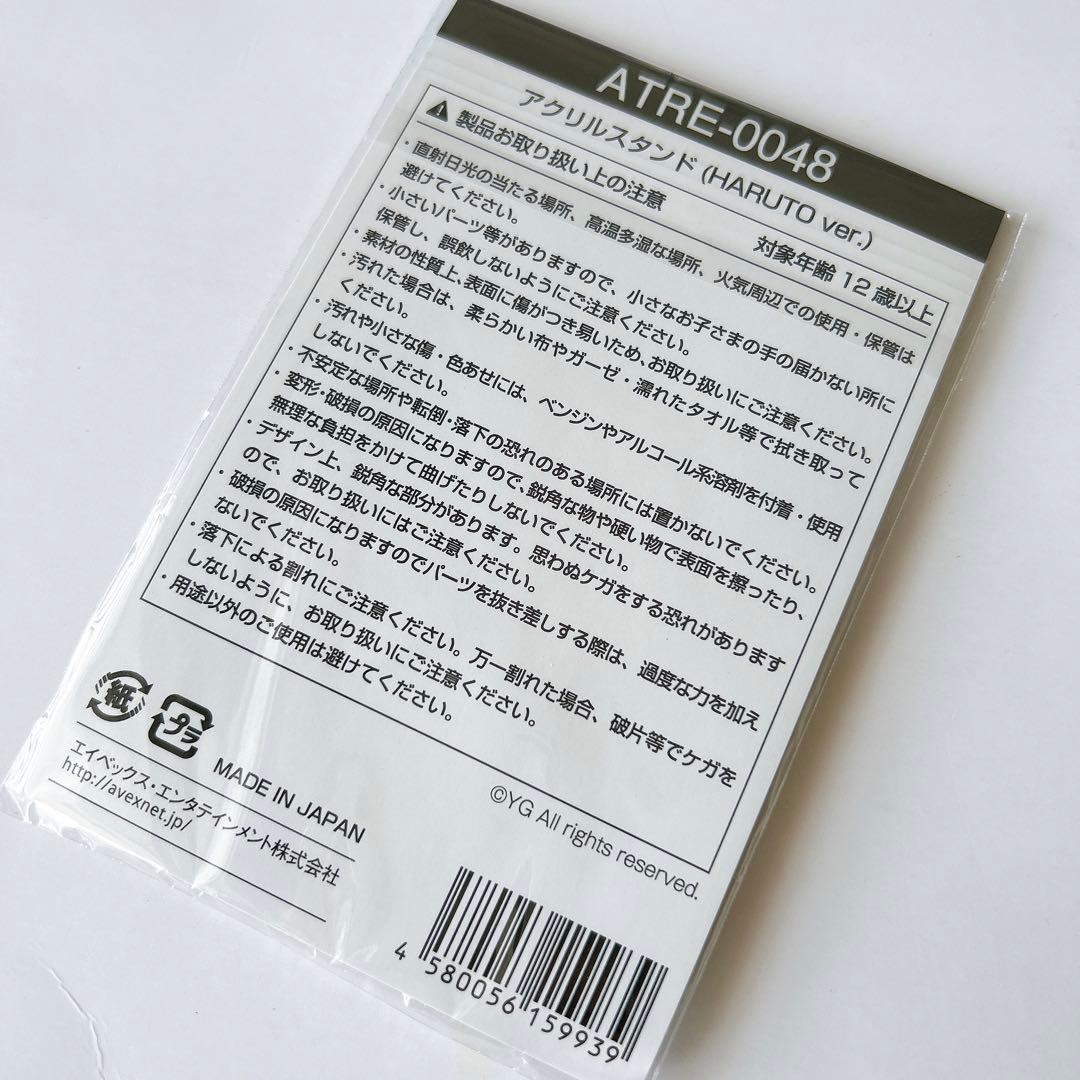 ATRE-0048
アクリルスタンド (HARUTO ver.)
製品お取り扱い上の注意
対象年齢 12 歳以上
・直射日光の当たる場所、高温多湿な場所、火気周辺での使用・保管は
避けてください。
・小さいパーツ等がありますので、小さなお子さまの手の届かない所に
保管し、誤飲しないようにご注意ください。
・素材の性質上、表面に傷がつき易いため、お取り扱いにご注意ください。
・汚れた場合は、柔らかい布やガーゼ・濡れたタオル等で拭き取って
ください。
・汚れや小さな傷・色あせには、ベンジンやアルコール系溶剤を付着・使用
しないでください。
・不安定な場所や転倒・落下の恐れのある場所には置かないでください。
・変形・破損の原因になりますので、鋭角な物や硬い物で表面を擦ったり、
無理な負担をかけて曲げたりしないでください。
・デザイン上、鋭角な部分があります。思わぬケガをする恐れがあります
ので、お取り扱いにはご注意ください。
・破損の原因になりますのでパーツを抜き差しする際は、過度な力を加え
ないでください。
・落下による割れにご注意ください。万一割れた場合、破片等でケガを
しないように、お取り扱いにご注意ください。
・用途以外のご使用は避けてください。
紙
プラ
MADE IN JAPAN
©YG All rights reserved.
エイベックス・エンタテインメント株式会社
http://avexnet.jp/
4 580056 159939